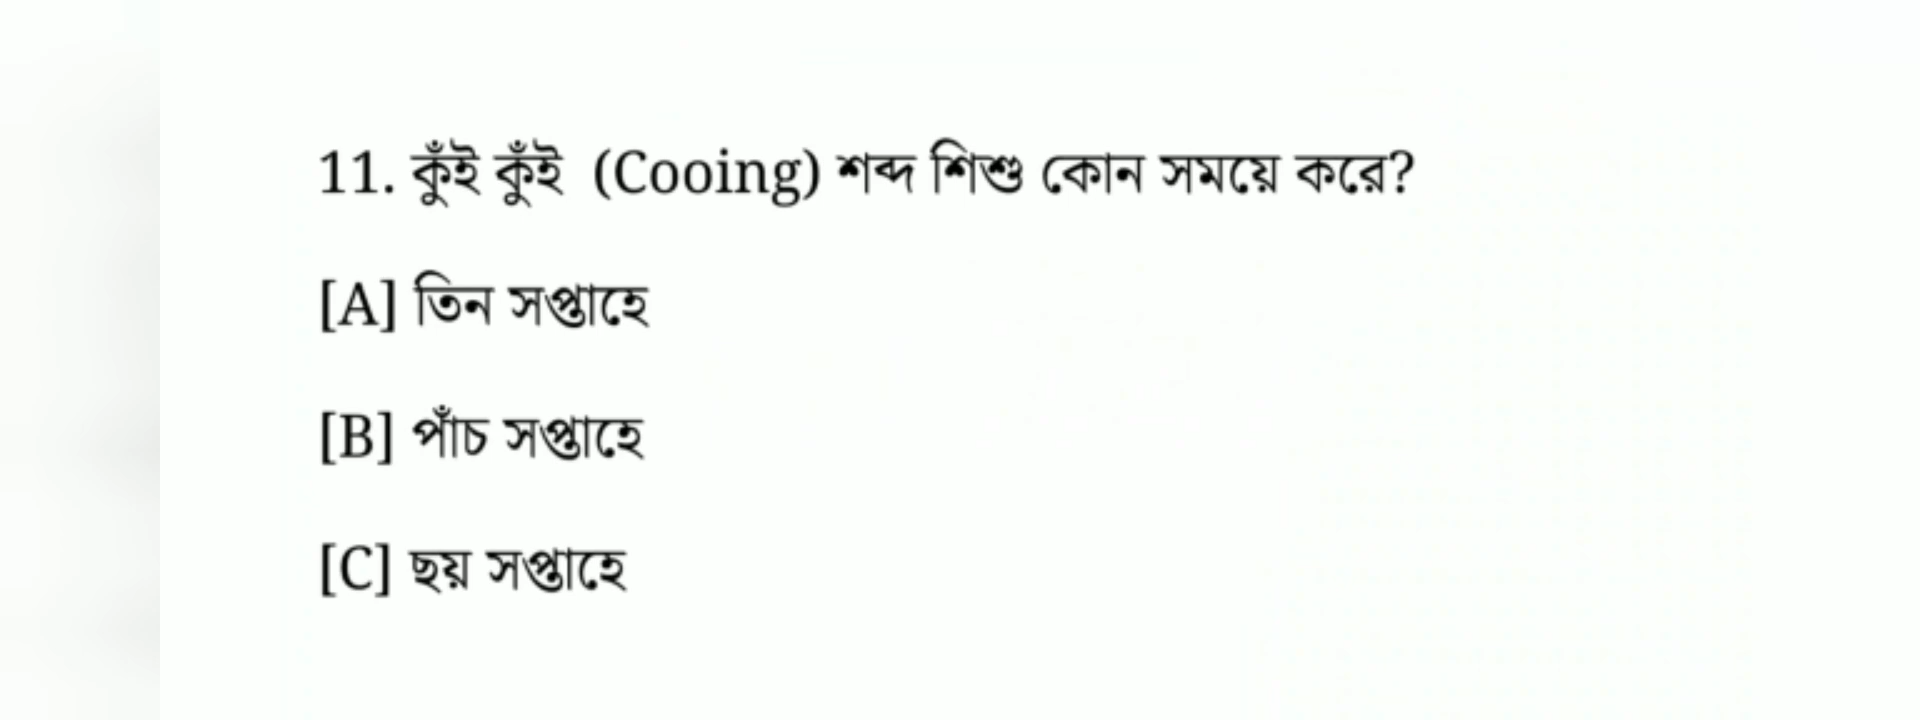 11. কুঁই কুঁই (Cooing) শব্দ শিশু কোন সময়ে করে?
[A] তিন সপ্তাহে
[B] পাঁচ সপ্তাহে
[C] ছয় সপ্তাহে